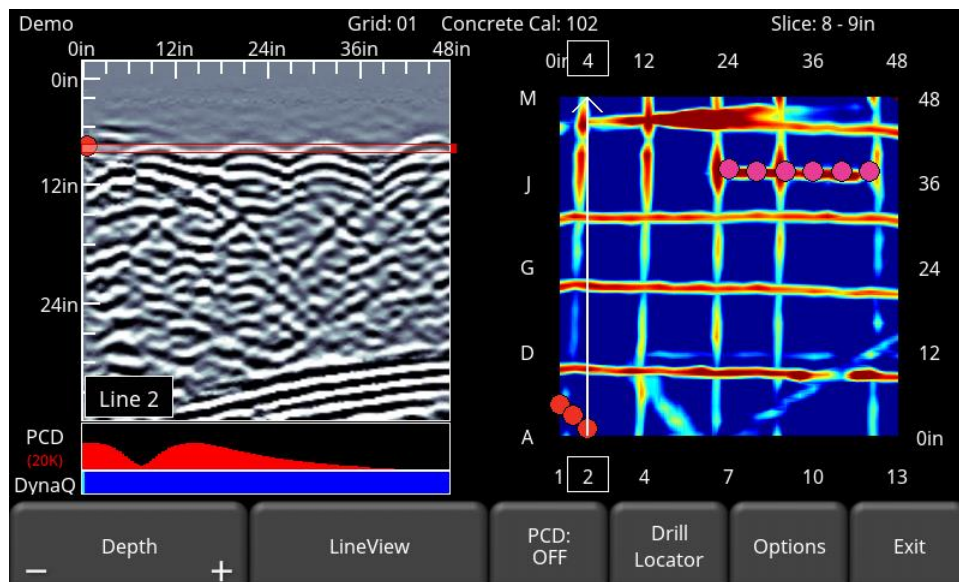 Demo Grid: 01 Concrete Cal: 102 Slice: 8 - 9in
0in 12in 24in 36in 48in
0in
12in
24in
Line 2
PCD
(20K)
DynaQ
0in 4 12 24 36 48
M 48
J 36
G 24
D 12
A 0in
1 2 4 7 10 13
Depth
− +
LineView
PCD:
OFF
Drill
Locator
Options
Exit